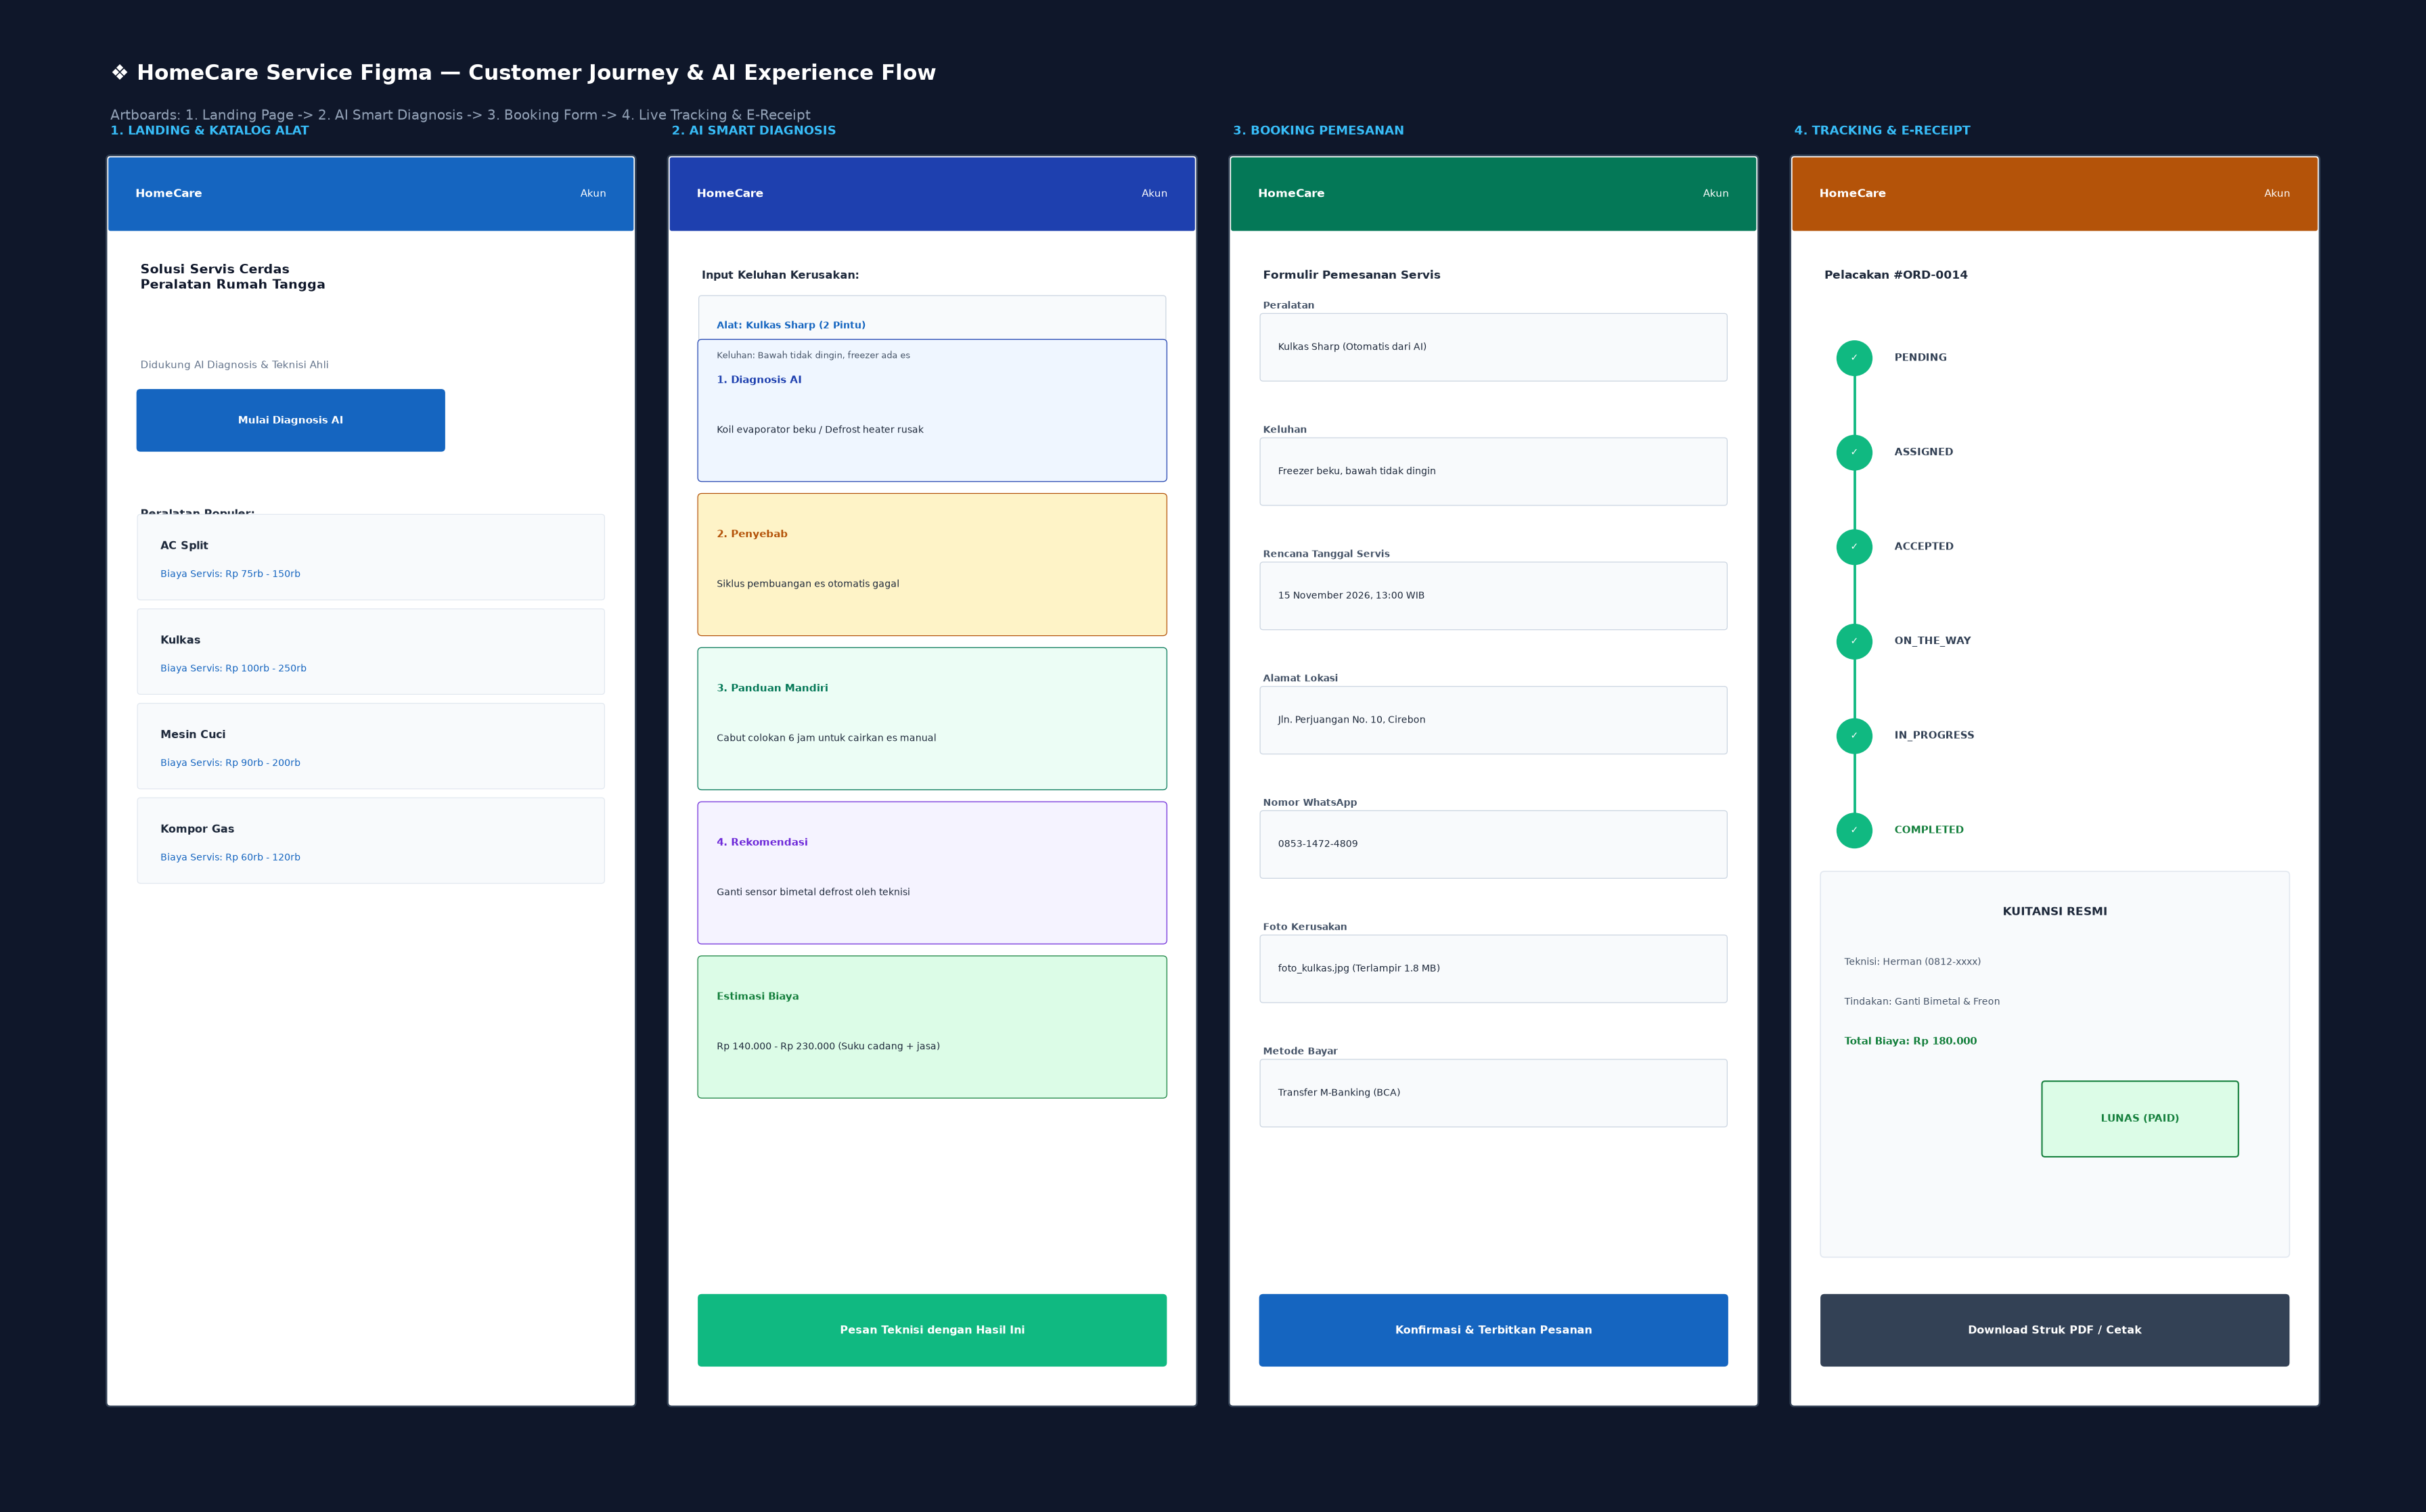 ❖ HomeCare Service Figma — Customer Journey & AI Experience Flow
Artboards: 1. Landing Page -> 2. AI Smart Diagnosis -> 3. Booking Form -> 4. Live Tracking & E-Receipt
1. LANDING & KATALOG ALAT
HomeCare
Akun
Solusi Servis Cerdas
Peralatan Rumah Tangga
Didukung AI Diagnosis & Teknisi Ahli
Mulai Diagnosis AI
Peralatan Populer:
AC Split
Biaya Servis: Rp 75rb - 150rb
Kulkas
Biaya Servis: Rp 100rb - 250rb
Mesin Cuci
Biaya Servis: Rp 90rb - 200rb
Kompor Gas
Biaya Servis: Rp 60rb - 120rb
2. AI SMART DIAGNOSIS
HomeCare
Akun
Input Keluhan Kerusakan:
Alat: Kulkas Sharp (2 Pintu)
Keluhan: Bawah tidak dingin, freezer ada es
1. Diagnosis AI
Koil evaporator beku / Defrost heater rusak
2. Penyebab
Siklus pembuangan es otomatis gagal
3. Panduan Mandiri
Cabut colokan 6 jam untuk cairkan es manual
4. Rekomendasi
Ganti sensor bimetal defrost oleh teknisi
Estimasi Biaya
Rp 140.000 - Rp 230.000 (Suku cadang + jasa)
Pesan Teknisi dengan Hasil Ini
3. BOOKING PEMESANAN
HomeCare
Akun
Formulir Pemesanan Servis
Peralatan
Kulkas Sharp (Otomatis dari AI)
Keluhan
Freezer beku, bawah tidak dingin
Rencana Tanggal Servis
15 November 2026, 13:00 WIB
Alamat Lokasi
Jln. Perjuangan No. 10, Cirebon
Nomor WhatsApp
0853-1472-4809
Foto Kerusakan
foto_kulkas.jpg (Terlampir 1.8 MB)
Metode Bayar
Transfer M-Banking (BCA)
Konfirmasi & Terbitkan Pesanan
4. TRACKING & E-RECEIPT
HomeCare
Akun
Pelacakan #ORD-0014
✓ PENDING
✓ ASSIGNED
✓ ACCEPTED
✓ ON_THE_WAY
✓ IN_PROGRESS
✓ COMPLETED
KUITANSI RESMI
Teknisi: Herman (0812-xxxx)
Tindakan: Ganti Bimetal & Freon
Total Biaya: Rp 180.000
LUNAS (PAID)
Download Struk PDF / Cetak